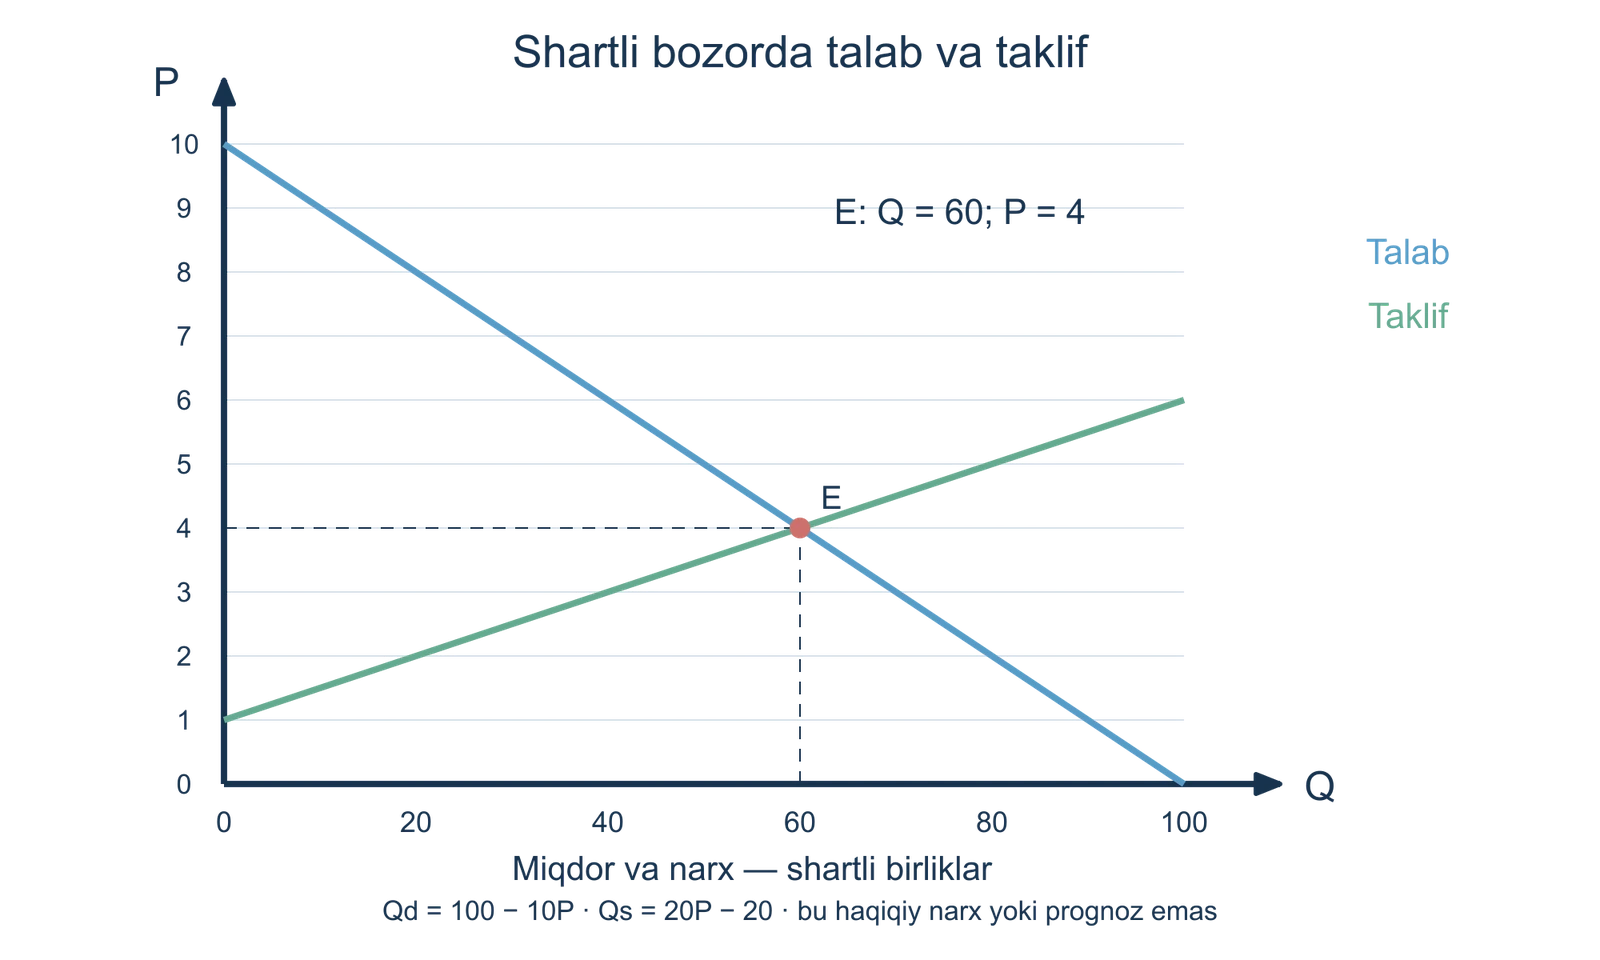 Shartli bozorda talab va taklif
P
10
9
8
7
6
5
4
3
2
1
0
E: Q = 60; P = 4
Talab
Taklif
E
Q
0 20 40 60 80 100
Miqdor va narx — shartli birliklar
Qd = 100 − 10P · Qs = 20P − 20 · bu haqiqiy narx yoki prognoz emas